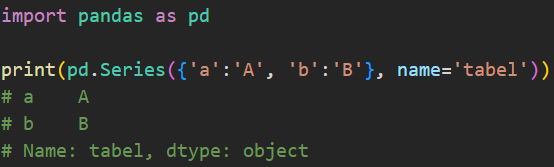 import pandas as pd
print(pd.Series({'a':'A', 'b':'B'}, name='tabel'))
# a    A
# b    B
# Name: tabel, dtype: object